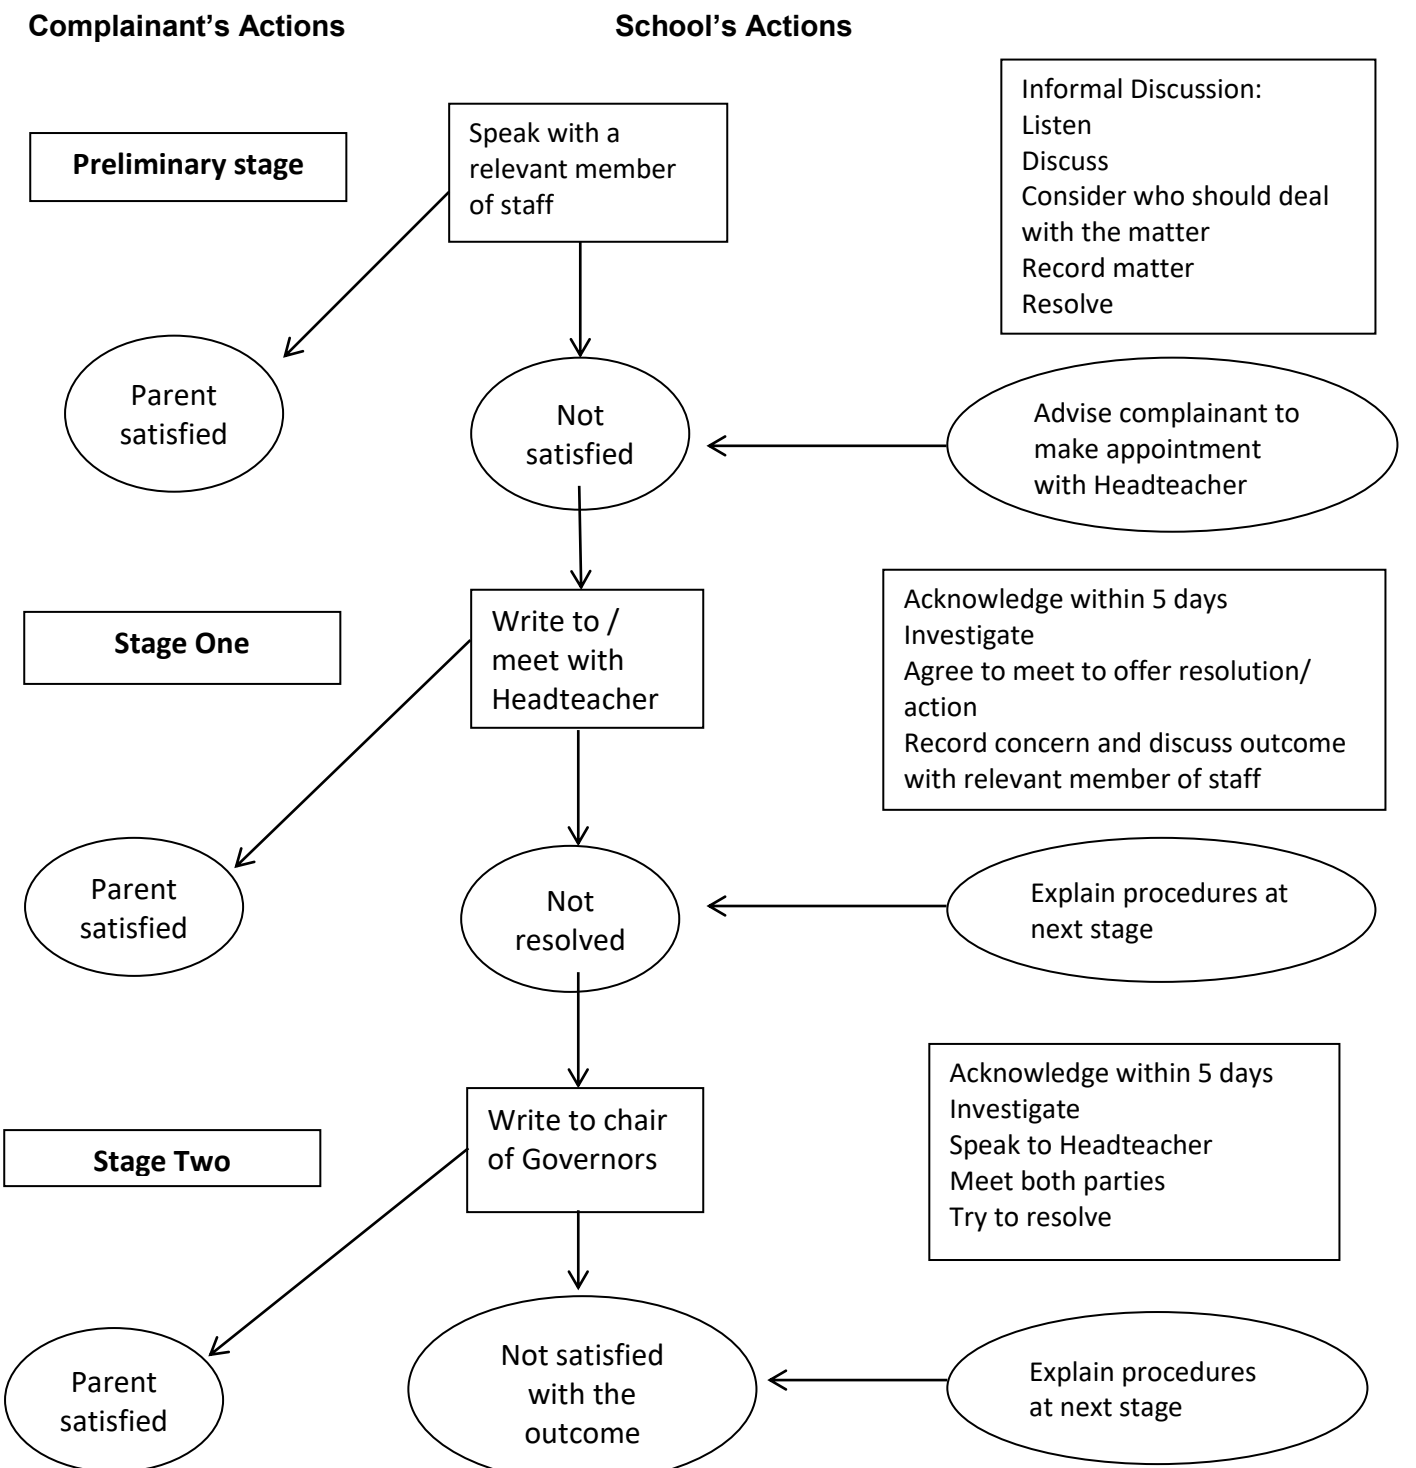 Complainant's Actions
School's Actions
Preliminary stage
Speak with a
relevant member
of staff
Informal Discussion:
Listen
Discuss
Consider who should deal
with the matter
Record matter
Resolve
Parent
satisfied
Not
satisfied
Advise complainant to
make appointment
with Headteacher
Stage One
Write to /
meet with
Headteacher
Acknowledge within 5 days
Investigate
Agree to meet to offer resolution/
action
Record concern and discuss outcome
with relevant member of staff
Parent
satisfied
Not
resolved
Explain procedures at
next stage
Stage Two
Write to chair
of Governors
Acknowledge within 5 days
Investigate
Speak to Headteacher
Meet both parties
Try to resolve
Parent
satisfied
Not satisfied
with the
outcome
Explain procedures
at next stage